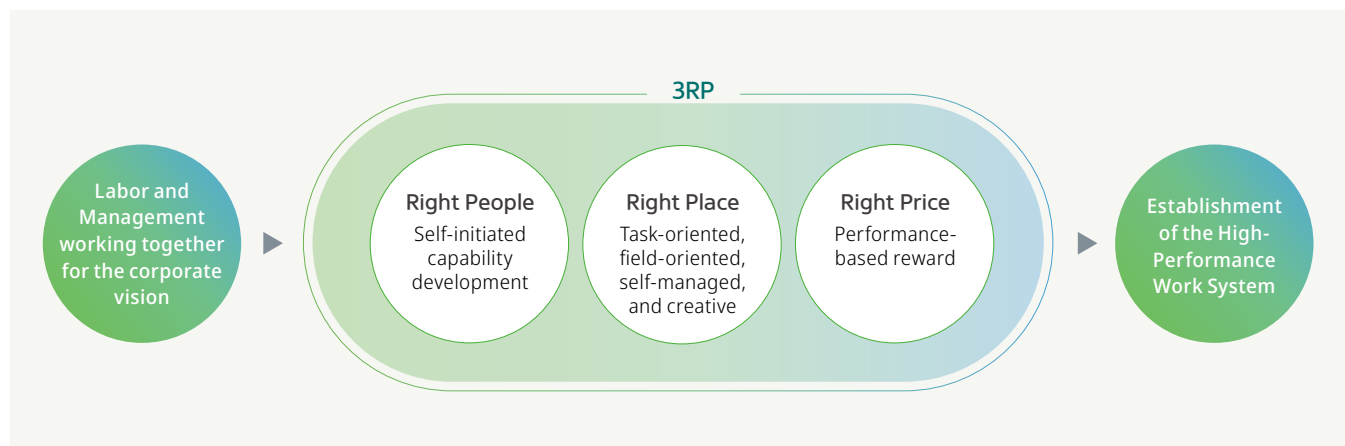 3RP
Labor and
Management
working together
for the corporate
vision
Right People
Self-initiated
capability
development
Right Place
Task-oriented,
field-oriented,
self-managed,
and creative
Right Price
Performance-
based reward
Establishment
of the High-
Performance
Work System